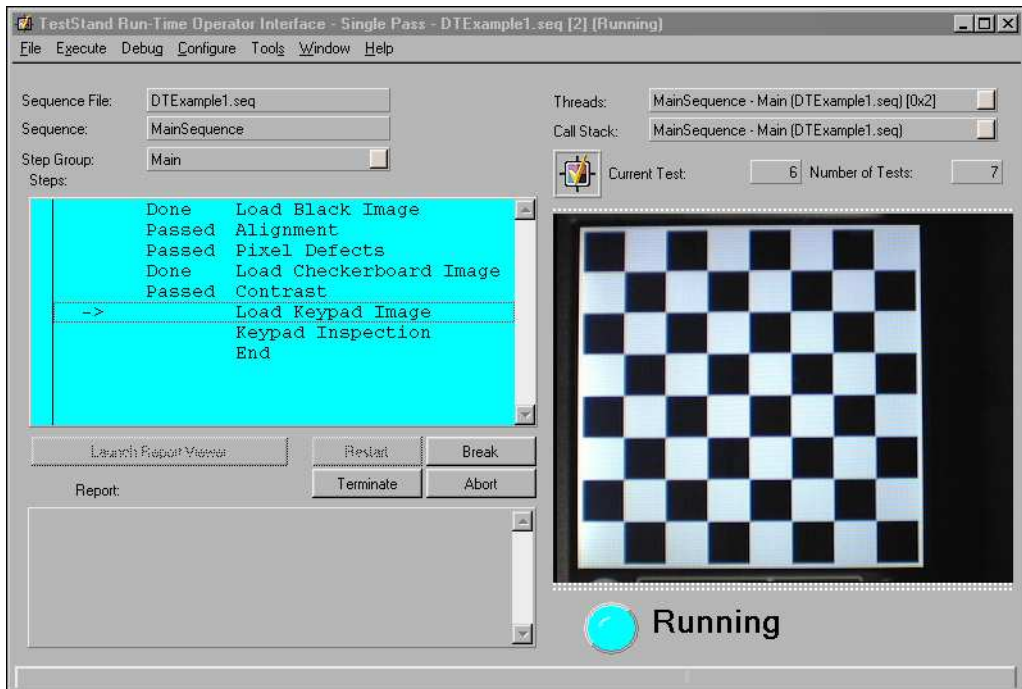 TestStand Run-Time Operator Interface - Single Pass - DTExample1.seq [2] (Running)
File Execute Debug Configure Tools Window Help
Sequence File: DTExample1.seq
Sequence: MainSequence
Step Group: Main
Steps:
Done Load Black Image
Passed Alignment
Passed Pixel Defects
Done Load Checkerboard Image
Passed Contrast
-> Load Keypad Image
Keypad Inspection
End
Launch Report Viewer Restart Break
Report: Terminate Abort
Threads: MainSequence - Main (DTExample1.seq) [0x2]
Call Stack: MainSequence - Main (DTExample1.seq)
Current Test: 6 Number of Tests: 7
Running